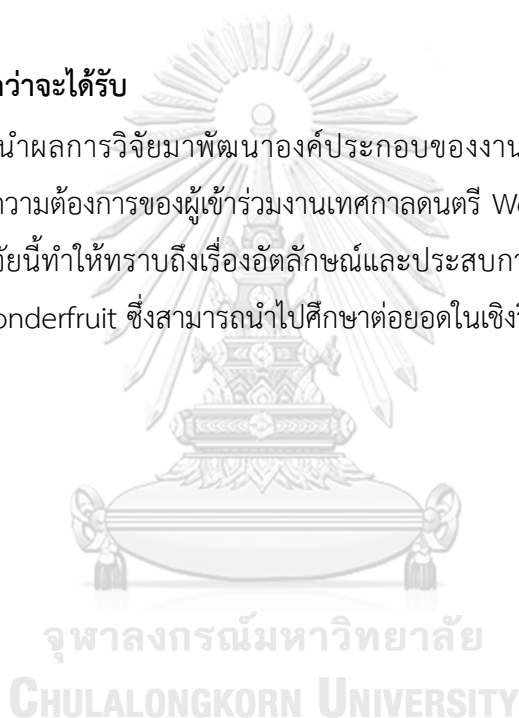 ว่าจะได้รับ
นำผลการวิจัยมาพัฒนาองค์ประกอบของงาน
ความต้องการของผู้เข้าร่วมงานเทศกาลดนตรี Wo
ัยนี้ทำให้ทราบถึงเรื่องอัตลักษณ์และประสบกา
onderfruit ซึ่งสามารถนำไปศึกษาต่อยอดในเชิง
จุฬาลงกรณ์มหาวิทยาลัย
CHULALONGKORN UNIVERSITY